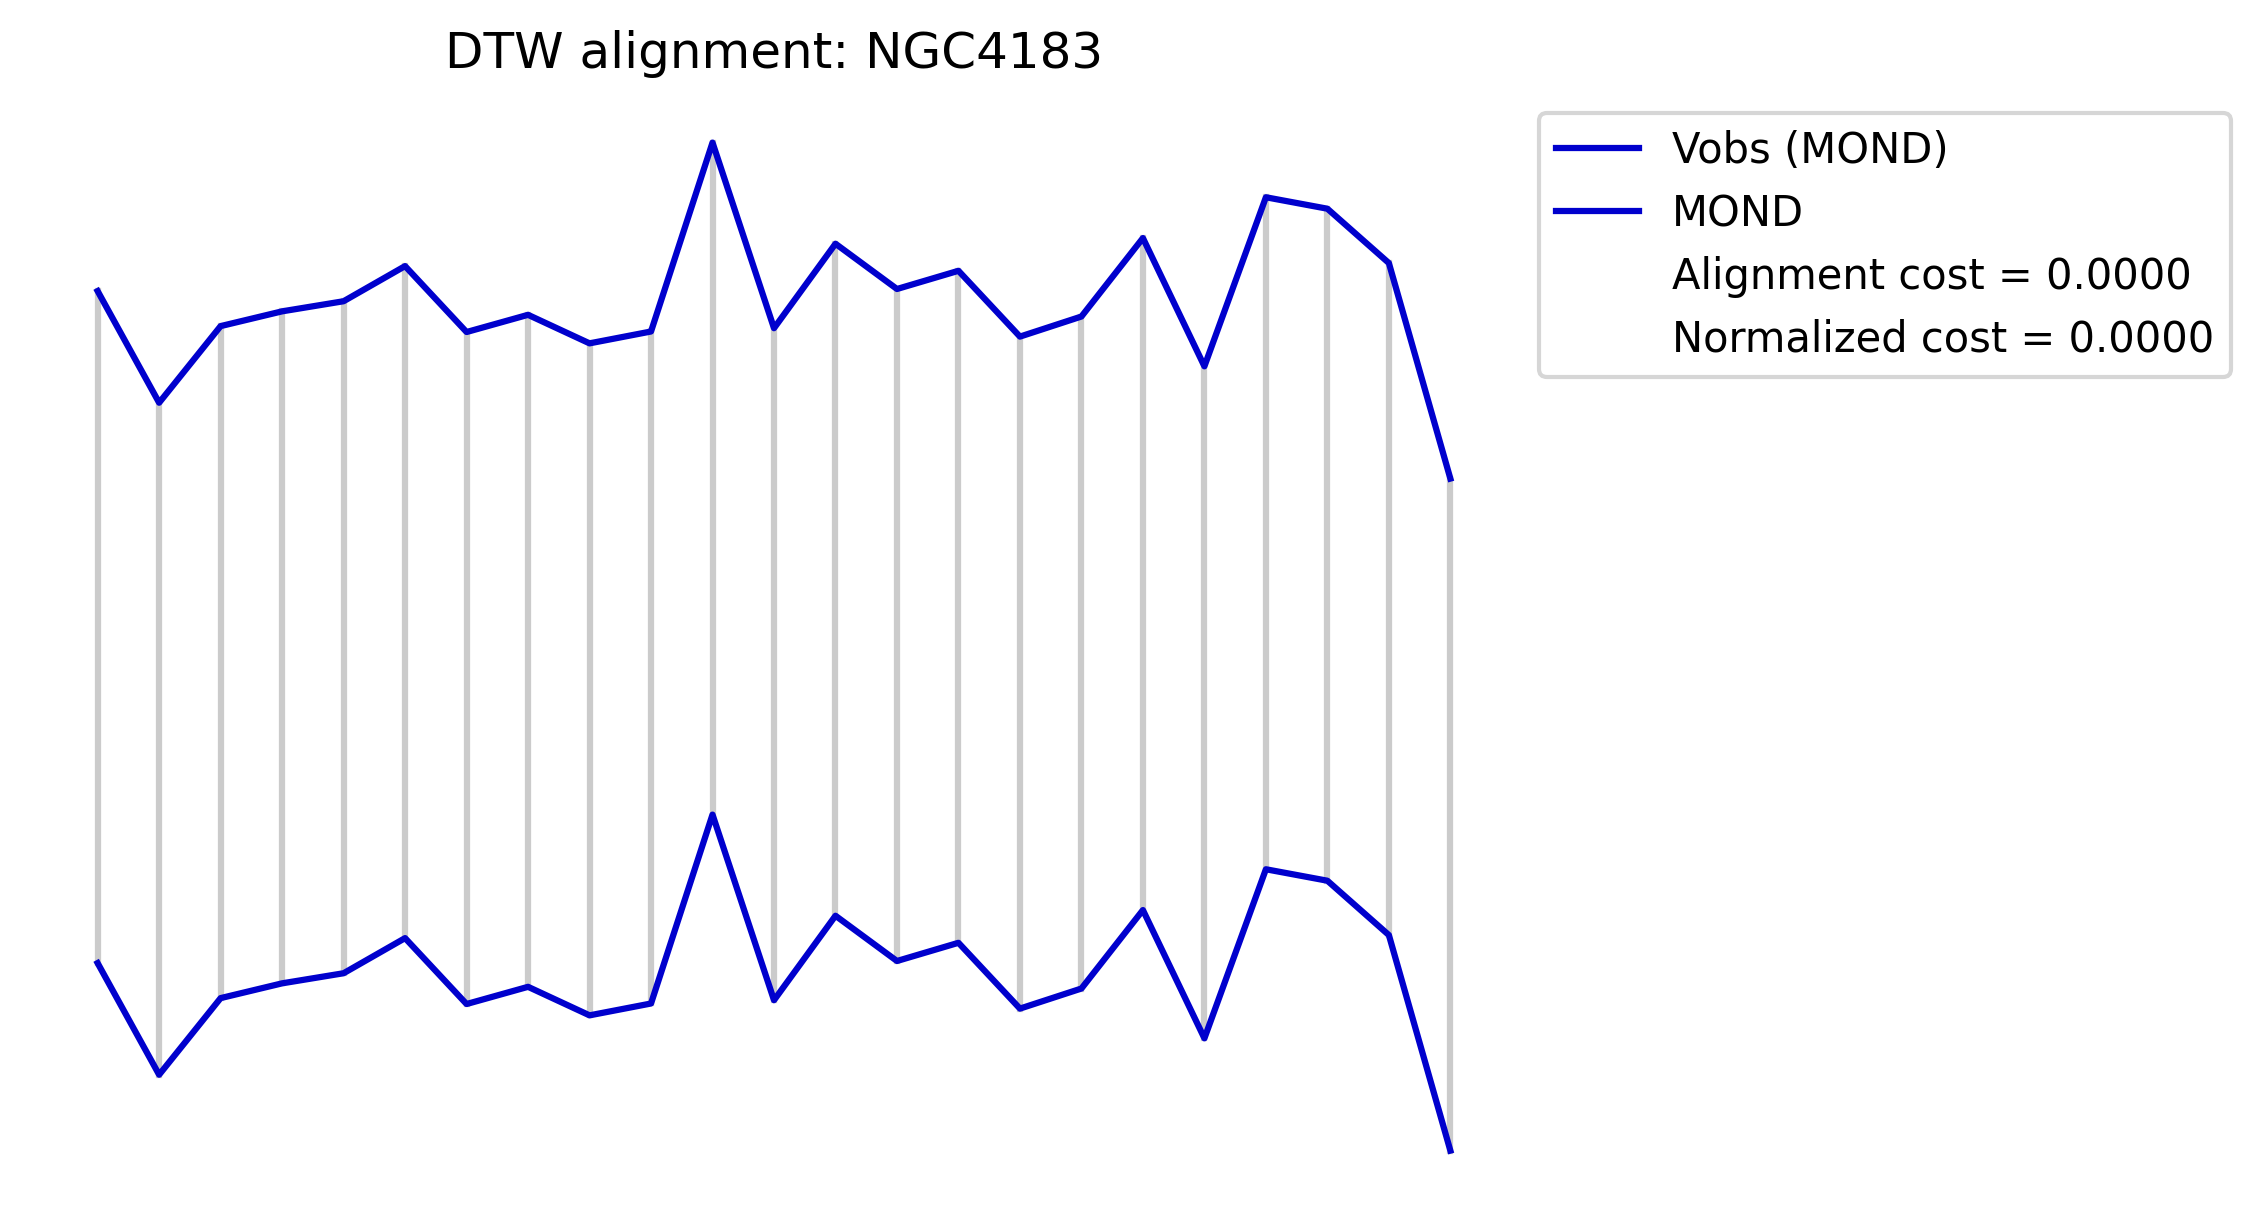 DTW alignment: NGC4183
Vobs (MOND)
MOND
Alignment cost = 0.0000
Normalized cost = 0.0000